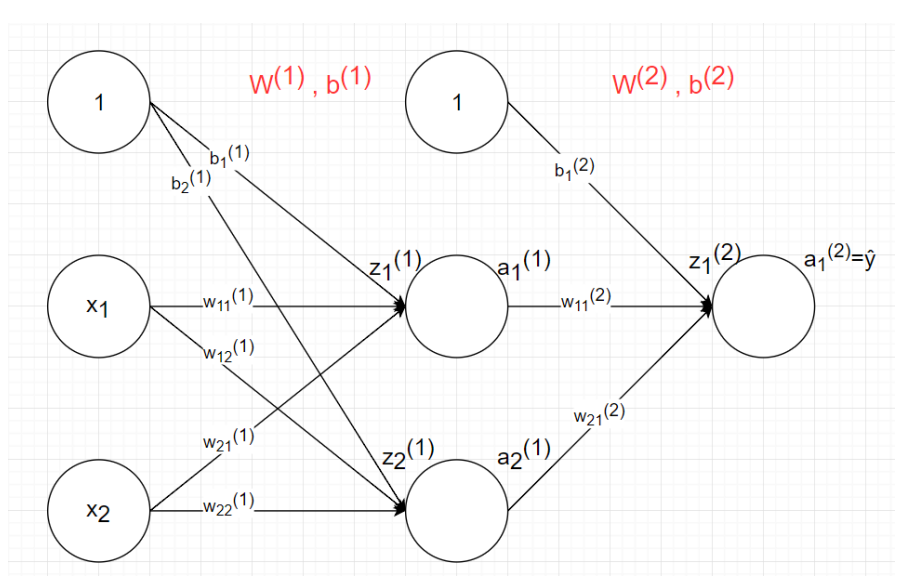 W(1) , b(1)
W(2) , b(2)
1
1
b1(1)
b2(1)
b1(2)
z1(1)
a1(1)
z1(2)
a1(2)=ŷ
x1
w11(1)
w11(2)
w12(1)
w21(1)
w21(2)
z2(1)
a2(1)
x2
w22(1)